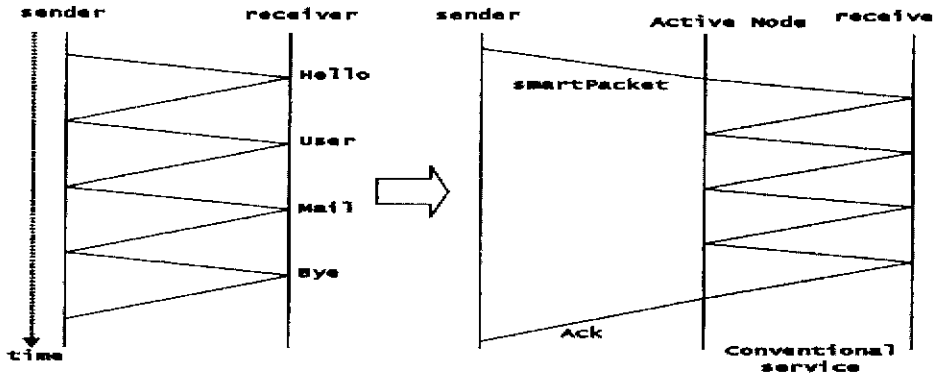 sender
receiver
Hello
User
Mail
Bye
time
sender
Active Node
receive
smartPacket
Ack
Conventional
service